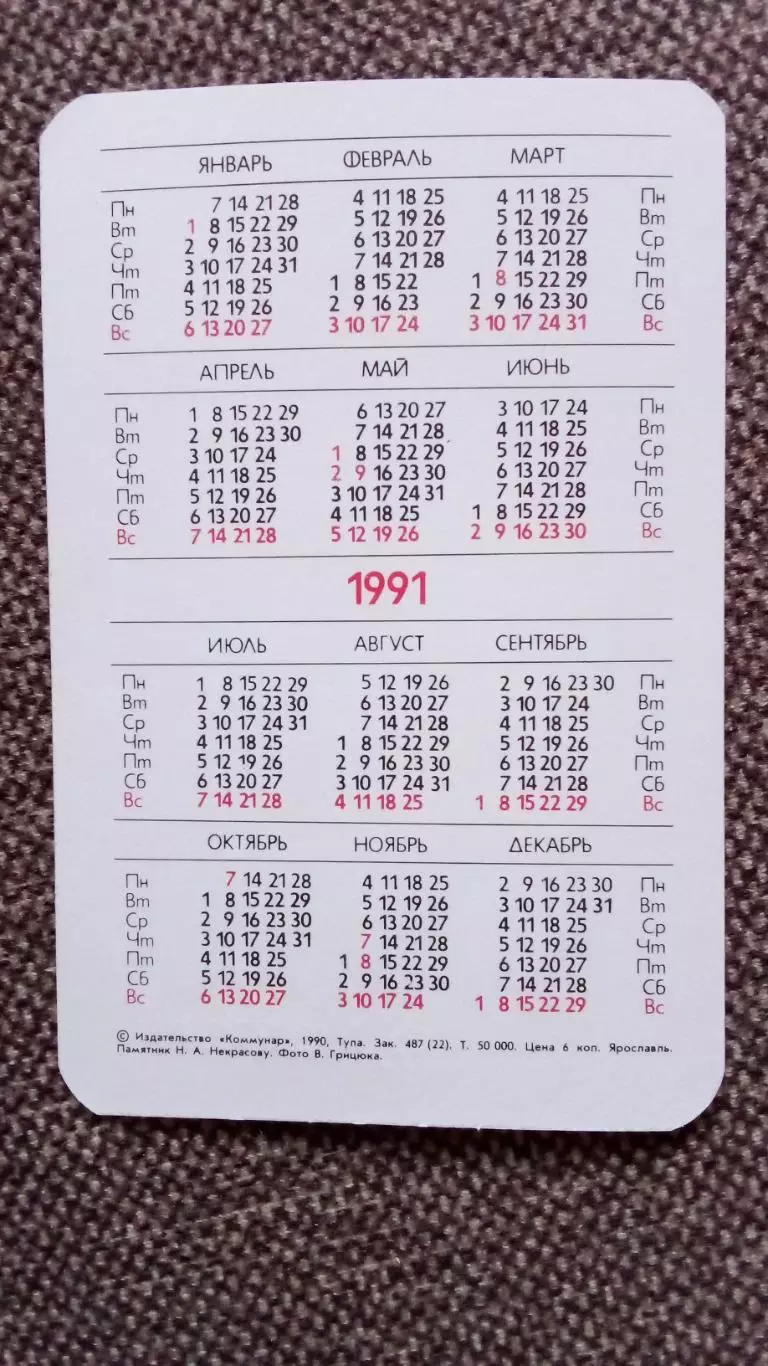 ЯНВАРЬ ФЕВРАЛЬ МАРТ
Пн 7 14 21 28 4 11 18 25 4 11 18 25 Пн
Вт 1 8 15 22 29 5 12 19 26 5 12 19 26 Вт
Ср 2 9 16 23 30 6 13 20 27 6 13 20 27 Ср
Чт 3 10 17 24 31 7 14 21 28 7 14 21 28 Чт
Пт 4 11 18 25 1 8 15 22 1 8 15 22 29 Пт
Сб 5 12 19 26 2 9 16 23 2 9 16 23 30 Сб
Вс 6 13 20 27 3 10 17 24 3 10 17 24 31 Вс
АПРЕЛЬ МАЙ ИЮНЬ
Пн 1 8 15 22 29 6 13 20 27 3 10 17 24 Пн
Вт 2 9 16 23 30 7 14 21 28 4 11 18 25 Вт
Ср 3 10 17 24 1 8 15 22 29 5 12 19 26 Ср
Чт 4 11 18 25 2 9 16 23 30 6 13 20 27 Чт
Пт 5 12 19 26 3 10 17 24 31 7 14 21 28 Пт
Сб 6 13 20 27 4 11 18 25 1 8 15 22 29 Сб
Вс 7 14 21 28 5 12 19 26 2 9 16 23 30 Вс
1991
ИЮЛЬ АВГУСТ СЕНТЯБРЬ
Пн 1 8 15 22 29 5 12 19 26 2 9 16 23 30 Пн
Вт 2 9 16 23 30 6 13 20 27 3 10 17 24 Вт
Ср 3 10 17 24 31 7 14 21 28 4 11 18 25 Ср
Чт 4 11 18 25 1 8 15 22 29 5 12 19 26 Чт
Пт 5 12 19 26 2 9 16 23 30 6 13 20 27 Пт
Сб 6 13 20 27 3 10 17 24 31 7 14 21 28 Сб
Вс 7 14 21 28 4 11 18 25 1 8 15 22 29 Вс
ОКТЯБРЬ НОЯБРЬ ДЕКАБРЬ
Пн 7 14 21 28 4 11 18 25 2 9 16 23 30 Пн
Вт 1 8 15 22 29 5 12 19 26 3 10 17 24 31 Вт
Ср 2 9 16 23 30 6 13 20 27 4 11 18 25 Ср
Чт 3 10 17 24 31 7 14 21 28 5 12 19 26 Чт
Пт 4 11 18 25 1 8 15 22 29 6 13 20 27 Пт
Сб 5 12 19 26 2 9 16 23 30 7 14 21 28 Сб
Вс 6 13 20 27 3 10 17 24 1 8 15 22 29 Вс
© Издательство «Коммунар», 1990, Тула. Зак. 487 (22). Т. 50 000. Цена 6 коп. Ярославль.
Памятник Н. А. Некрасову. Фото В. Грицюка.